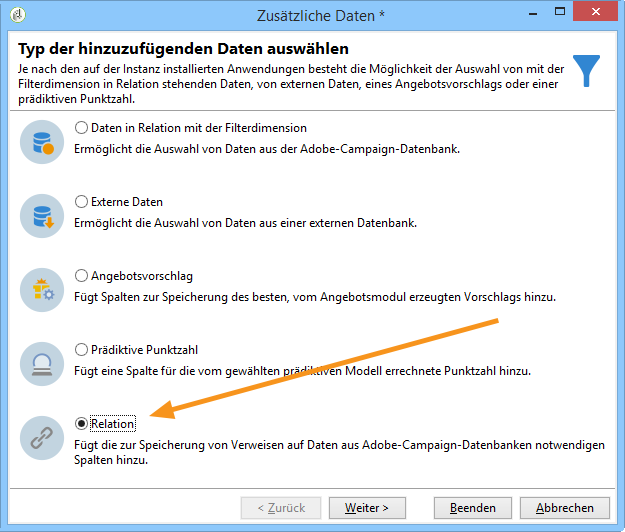 Zusätzliche Daten *
Typ der hinzuzufügenden Daten auswählen
Je nach den auf der Instanz installierten Anwendungen besteht die Möglichkeit der Auswahl von mit der
Filterdimension in Relation stehenden Daten, von externen Daten, eines Angebotsvorschlags oder einer
prädiktiven Punktzahl.
Daten in Relation mit der Filterdimension
Ermöglicht die Auswahl von Daten aus der Adobe-Campaign-Datenbank.
Externe Daten
Ermöglicht die Auswahl von Daten aus einer externen Datenbank.
Angebotsvorschlag
Fügt Spalten zur Speicherung des besten, vom Angebotsmodul erzeugten Vorschlags hinzu.
Prädiktive Punktzahl
Fügt eine Spalte für die vom gewählten prädiktiven Modell errechnete Punktzahl hinzu.
Relation
Fügt die zur Speicherung von Verweisen auf Daten aus Adobe-Campaign-Datenbanken notwendigen
Spalten hinzu.
< Zurück Weiter > Beenden Abbrechen